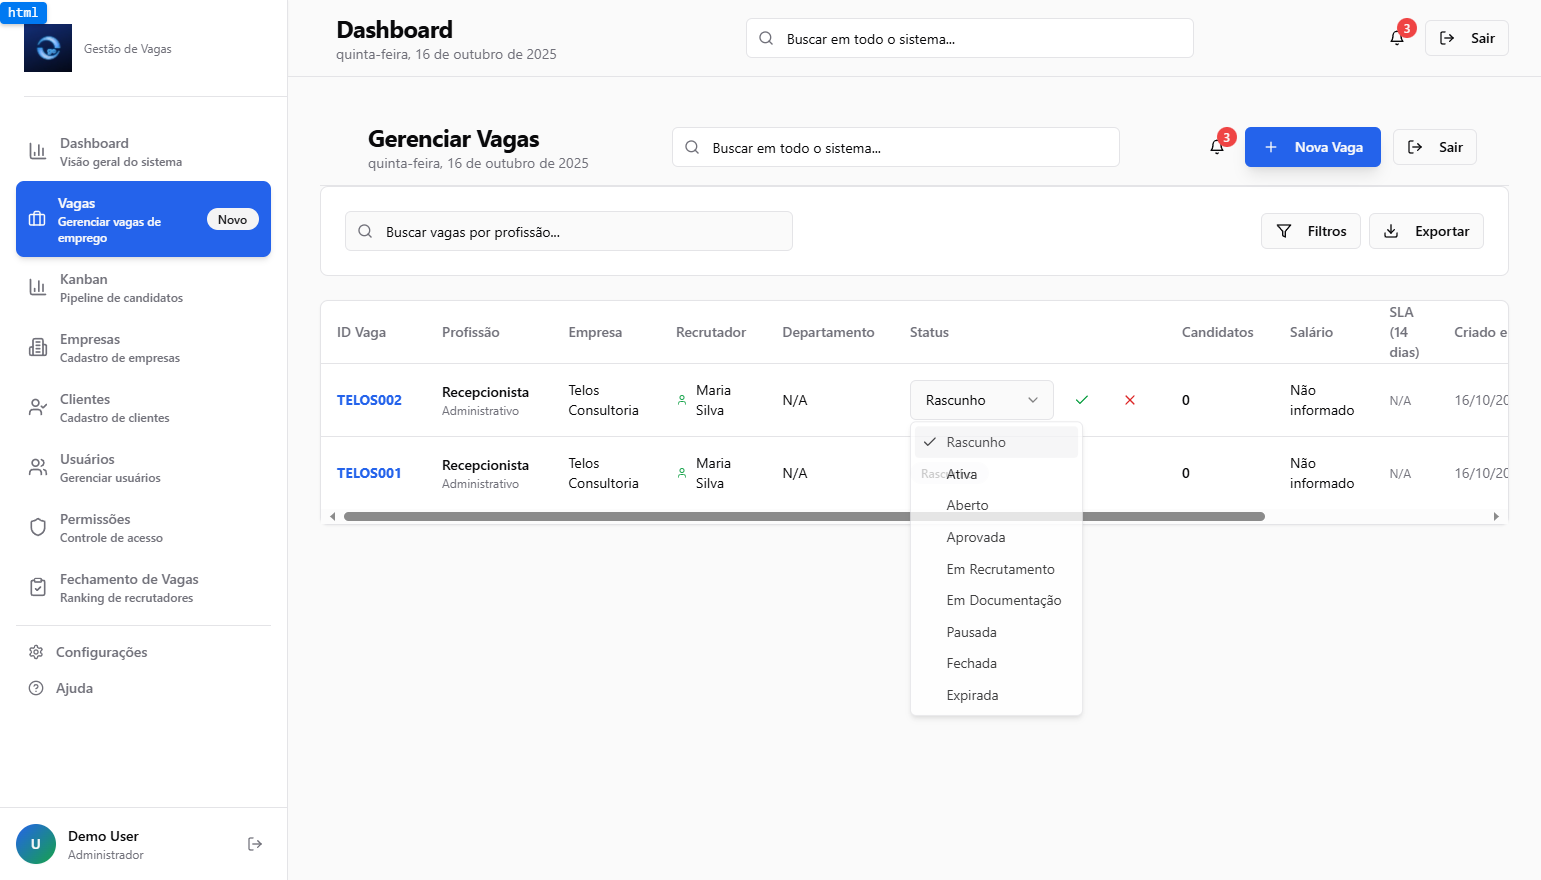 html
Gestão de Vagas
Dashboard
Visão geral do sistema
Vagas
Gerenciar vagas de
emprego
Novo
Kanban
Pipeline de candidatos
Empresas
Cadastro de empresas
Clientes
Cadastro de clientes
Usuários
Gerenciar usuários
Permissões
Controle de acesso
Fechamento de Vagas
Ranking de recrutadores
Configurações
Ajuda
U
Demo User
Administrador
Dashboard
quinta-feira, 16 de outubro de 2025
Buscar em todo o sistema...
3
Sair
Gerenciar Vagas
quinta-feira, 16 de outubro de 2025
Buscar em todo o sistema...
3
Nova Vaga
Sair
Buscar vagas por profissão...
Filtros
Exportar
ID Vaga
Profissão
Empresa
Recrutador
Departamento
Status
Candidatos
Salário
SLA
(14
dias)
Criado e
TELOS002
Recepcionista
Administrativo
Telos
Consultoria
Maria
Silva
N/A
Rascunho
0
Não
informado
N/A
16/10/20
TELOS001
Recepcionista
Administrativo
Telos
Consultoria
Maria
Silva
N/A
0
Não
informado
N/A
16/10/20
Rascunho
Ativa
Aberto
Aprovada
Em Recrutamento
Em Documentação
Pausada
Fechada
Expirada